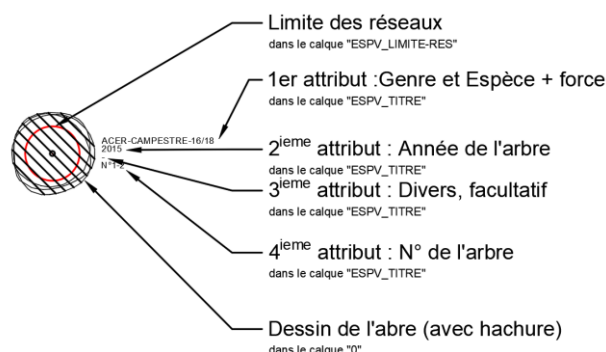 Limite des réseaux
dans le calque "ESPV_LIMITE-RES"
1er attribut :Genre et Espèce + force
dans le calque "ESPV_TITRE"
ACER-CAMPESTRE-16/18
2015
-
N°1-2
2ieme attribut : Année de l'arbre
dans le calque "ESPV_TITRE"
3ieme attribut : Divers, facultatif
dans le calque "ESPV_TITRE"
4ieme attribut : N° de l'arbre
dans le calque "ESPV_TITRE"
Dessin de l'abre (avec hachure)
dans le calque "0"